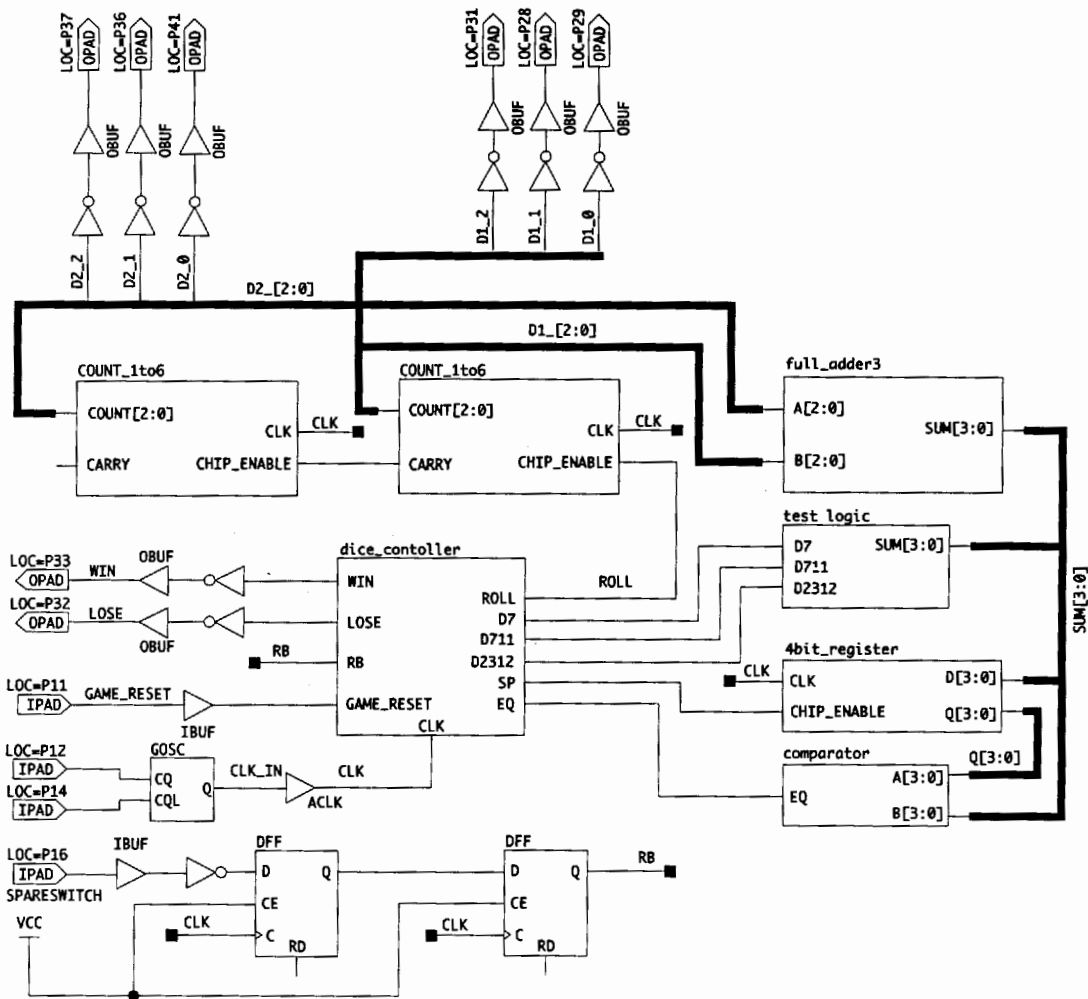 LOC=P37
OPAD
LOC=P36
OPAD
LOC=P41
OPAD
LOC=P31
OPAD
LOC=P28
OPAD
LOC=P29
OPAD
OBUF
OBUF
OBUF
OBUF
OBUF
OBUF
D2_2
D2_1
D2_0
D1_2
D1_1
D1_0
D2_[2:0]
D1_[2:0]
COUNT_1to6
COUNT[2:0]
CLK
CLK
CARRY
CHIP_ENABLE
COUNT_1to6
COUNT[2:0]
CLK
CLK
CARRY
CHIP_ENABLE
full_adder3
A[2:0]
SUM[3:0]
B[2:0]
test logic
D7
SUM[3:0]
D711
D2312
SUM[3:0]
LOC=P33
OPAD
WIN
OBUF
LOC=P32
OPAD
LOSE
OBUF
RB
LOC=P11
IPAD
GAME_RESET
IBUF
dice_contoller
WIN
LOSE
RB
GAME_RESET
CLK
ROLL
D7
D711
D2312
SP
EQ
ROLL
4bit_register
CLK
CLK
D[3:0]
CHIP_ENABLE
Q[3:0]
comparator
Q[3:0]
A[3:0]
EQ
B[3:0]
LOC=P12
IPAD
LOC=P14
IPAD
GOSC
CQ
Q
CQL
CLK_IN
ACLK
CLK
LOC=P16
IPAD
SPARESWITCH
IBUF
VCC
DFF
D
Q
CE
CLK
C
RD
DFF
D
Q
CE
CLK
C
RD
RB